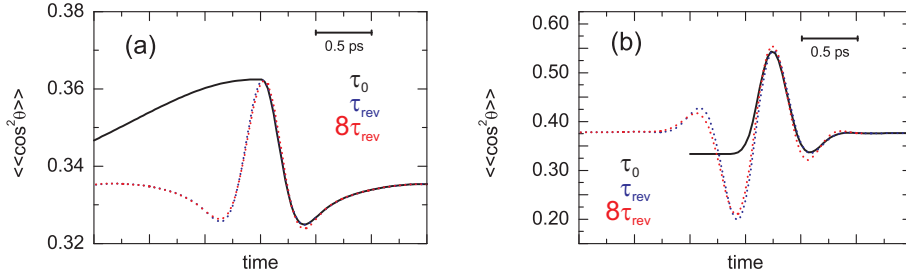 0.38
0.36
0.34
0.32
<<cos²θ>>
(a)
0.5 ps
τ₀
τrev
8τrev
time
0.60
0.50
0.40
0.30
0.20
<<cos²θ>>
(b)
0.5 ps
τ₀
τrev
8τrev
time